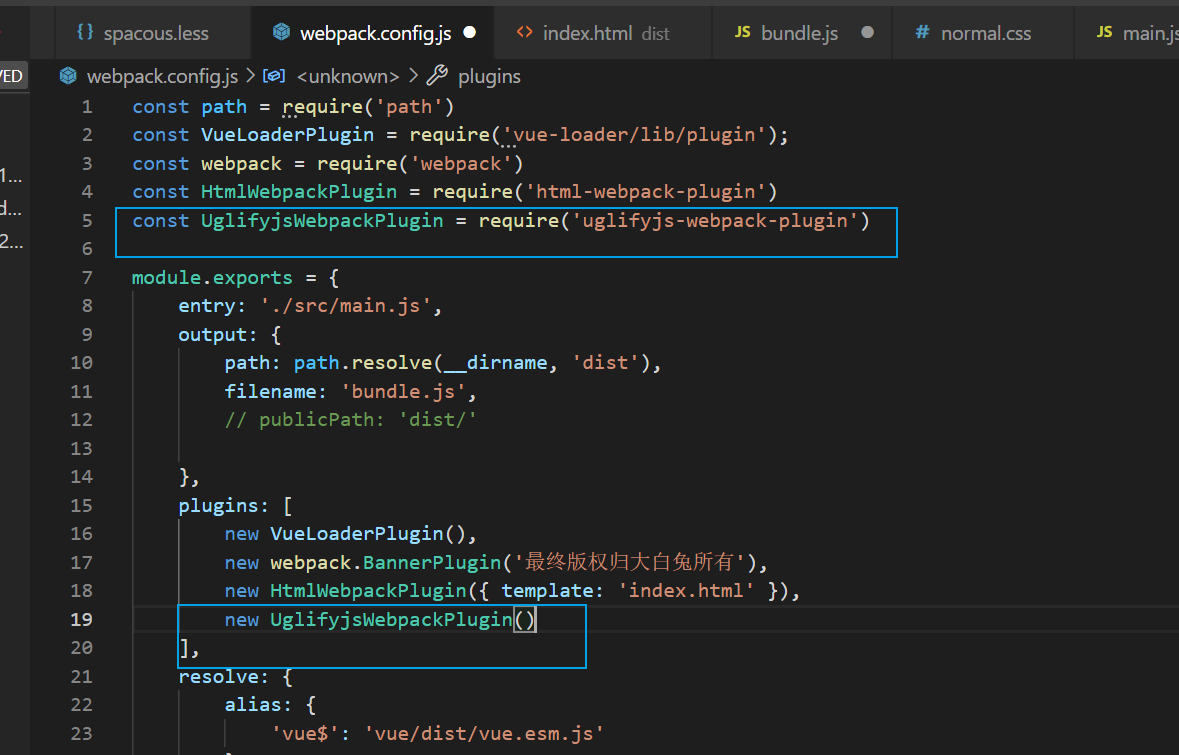 spacous.less webpack.config.js index.html dist JS bundle.js # normal.css JS main.js
VED webpack.config.js > <unknown> > plugins
1 const path = require('path')
2 const VueLoaderPlugin = require('vue-loader/lib/plugin');
3 const webpack = require('webpack')
1...
4 const HtmlWebpackPlugin = require('html-webpack-plugin')
d...
5 const UglifyjsWebpackPlugin = require('uglifyjs-webpack-plugin')
2...
6
7 module.exports = {
8 entry: './src/main.js',
9 output: {
10 path: path.resolve(__dirname, 'dist'),
11 filename: 'bundle.js',
12 // publicPath: 'dist/'
13
14 },
15 plugins: [
16 new VueLoaderPlugin(),
17 new webpack.BannerPlugin('最终版权归大白兔所有'),
18 new HtmlWebpackPlugin({ template: 'index.html' }),
19 new UglifyjsWebpackPlugin()
20 ],
21 resolve: {
22 alias: {
23 'vue$': 'vue/dist/vue.esm.js'